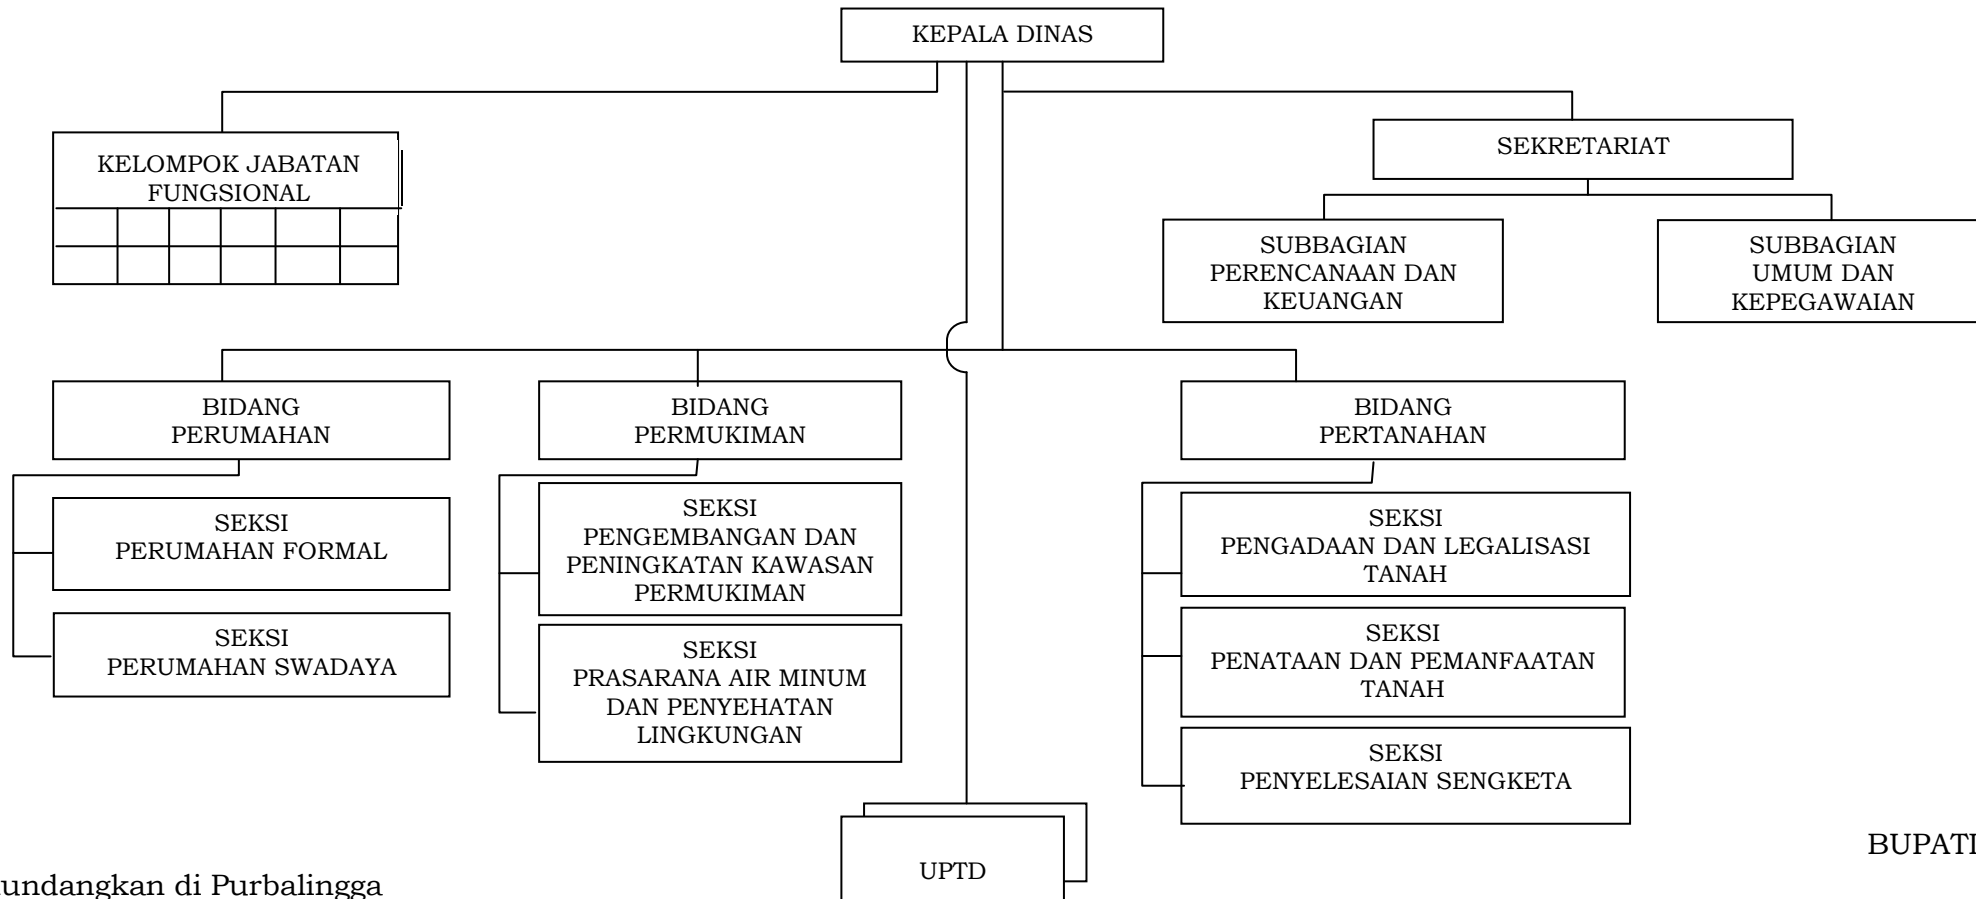 KEPALA DINAS
KELOMPOK JABATAN
FUNGSIONAL
SEKRETARIAT
SUBBAGIAN
PERENCANAAN DAN
KEUANGAN
SUBBAGIAN
UMUM DAN
KEPEGAWAIAN
BIDANG
PERUMAHAN
BIDANG
PERMUKIMAN
BIDANG
PERTANAHAN
SEKSI
PERUMAHAN FORMAL
SEKSI
PERUMAHAN SWADAYA
SEKSI
PENGEMBANGAN DAN
PENINGKATAN KAWASAN
PERMUKIMAN
SEKSI
PRASARANA AIR MINUM
DAN PENYEHATAN
LINGKUNGAN
SEKSI
PENGADAAN DAN LEGALISASI
TANAH
SEKSI
PENATAAN DAN PEMANFAATAN
TANAH
SEKSI
PENYELESAIAN SENGKETA
UPTD
BUPATI
undangkan di Purbalingga